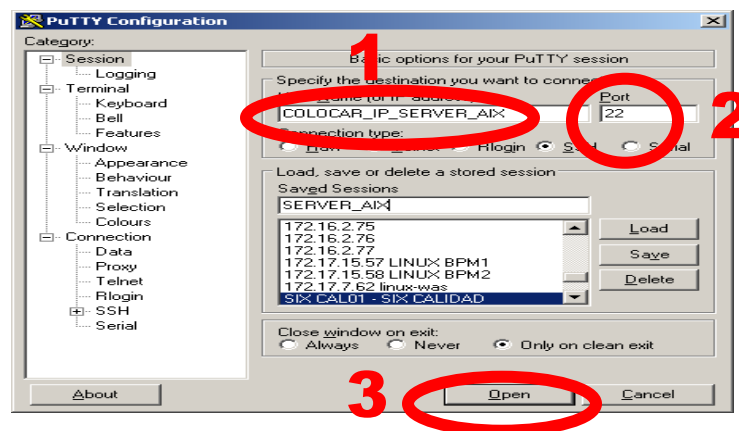 PuTTY Configuration
Category:
Session
Logging
Terminal
Keyboard
Bell
Features
Window
Appearance
Behaviour
Translation
Selection
Colours
Connection
Data
Proxy
Telnet
Rlogin
SSH
Serial
1
options for your PuTTY session
Specify the destination you want to
Port
COLOCAR_IP_SERVER_AIX
22
2
Connection type:
Rlogin
Load, save or delete a stored session
Saved Sessions
SERVER_AIX
172.16.2.75
172.16.2.76
172.16.2.77
172.17.15.57 LINUX BPM1
172.17.15.58 LINUX BPM2
172.17.7.62 linux-was
SIX CAL01 - SIX CALIDAD
Load
Save
Delete
Close window on exit:
Always Never Only on clean exit
3
About Open Cancel